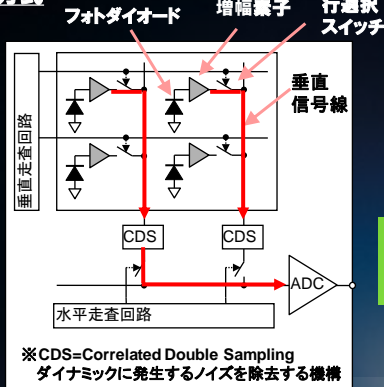 方式
フォトダイオード
増幅素子
行選択
スイッチ
垂直
信号線
垂直走査回路
CDS
CDS
ADC
水平走査回路
※CDS=Correlated Double Sampling
ダイナミックに発生するノイズを除去する機構